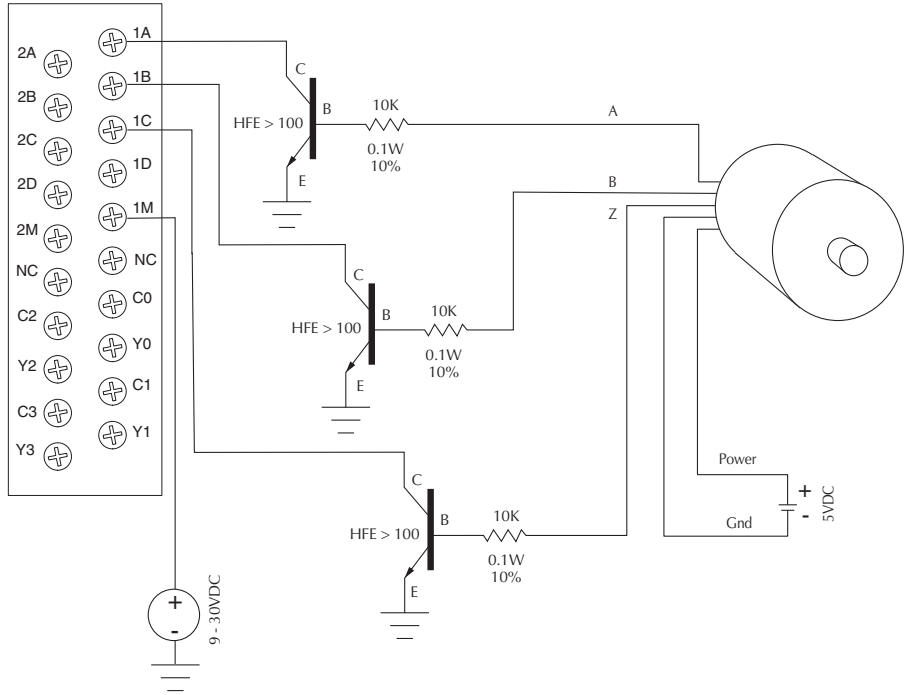 2A
2B
2C
2D
2M
NC
C2
Y2
C3
Y3
1A
1B
1C
1D
1M
NC
C0
Y0
C1
Y1
C
B
HFE > 100
E
10K
0.1W
10%
A
C
B
HFE > 100
E
10K
0.1W
10%
B
Z
C
B
HFE > 100
E
10K
0.1W
10%
Power
Gnd
+
-
5VDC
+
-
9 - 30VDC